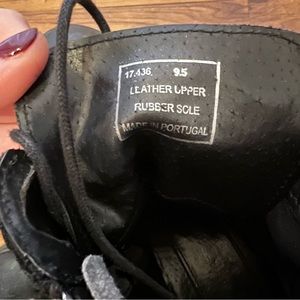 17.436 9.5
LEATHER UPPER
RUBBER SOLE
MADE IN PORTUGAL